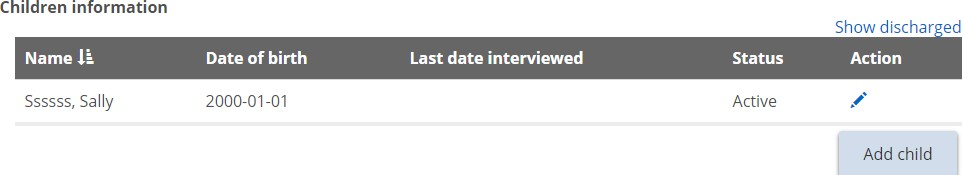 Children information
Show discharged
Name Date of birth Last date interviewed Status Action
Ssssss, Sally 2000-01-01 Active
Add child